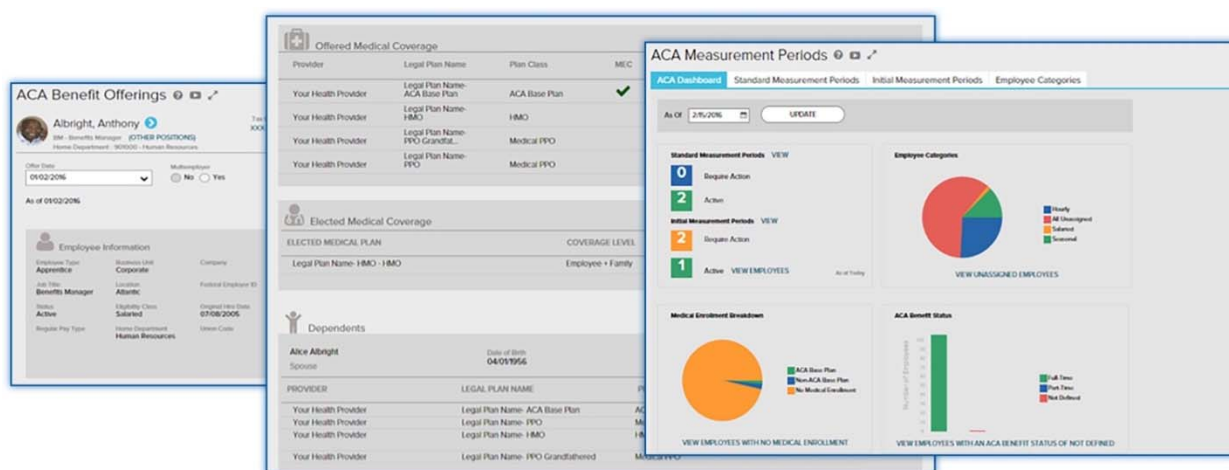 ACA Benefit Offerings
Albright, Anthony
BM - Benefits Manager (OTHER POSITIONS)
Home Department : 901000 - Human Resources
Offer Date
01/02/2016
Multiemployer
No Yes
As of 01/02/2016
Employee Information
Employee Type Business Unit Company
Apprentice Corporate
Job Title Location Federal Employer ID
Benefits Manager Atlantic
Status Eligibility Class Original Hire Date
Active Salaried 07/08/2005
Regular Pay Type Home Department Union Code
Human Resources
Offered Medical Coverage
Provider Legal Plan Name Plan Class MEC
Your Health Provider Legal Plan Name- ACA Base Plan ACA Base Plan
Your Health Provider Legal Plan Name- HMO HMO
Your Health Provider Legal Plan Name- PPO Grandfat... Medical PPO
Your Health Provider Legal Plan Name- PPO Medical PPO
Elected Medical Coverage
ELECTED MEDICAL PLAN COVERAGE LEVEL
Legal Plan Name- HMO - HMO Employee + Family
Dependents
Alice Albright Date of Birth
Spouse 04/01/1956
PROVIDER LEGAL PLAN NAME
Your Health Provider Legal Plan Name- ACA Base Plan
Your Health Provider Legal Plan Name- PPO
Your Health Provider Legal Plan Name- HMO
Your Health Provider Legal Plan Name- PPO Grandfathered Medical PPO
ACA Measurement Periods
ACA Dashboard Standard Measurement Periods Initial Measurement Periods Employee Categories
As Of 2/15/2016 UPDATE
Standard Measurement Periods VIEW
0 Require Action
2 Active
Initial Measurement Periods VIEW
2 Require Action
1 Active VIEW EMPLOYEES As of Today
Employee Categories
Hourly
All Unassigned
Salaried
Seasonal
VIEW UNASSIGNED EMPLOYEES
Medical Enrollment Breakdown
ACA Base Plan
Non-ACA Base Plan
No Medical Enrollment
VIEW EMPLOYEES WITH NO MEDICAL ENROLLMENT
ACA Benefit Status
Number of Employees
Full-Time
Part-Time
Not Defined
VIEW EMPLOYEES WITH AN ACA BENEFIT STATUS OF NOT DEFINED